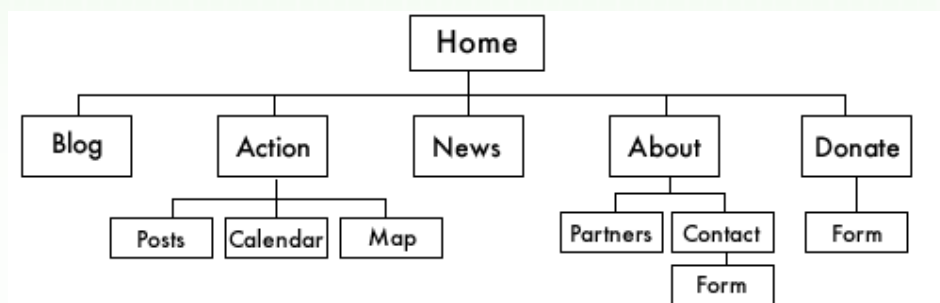 Home
Blog
Action
News
About
Donate
Posts
Calendar
Map
Partners
Contact
Form
Form